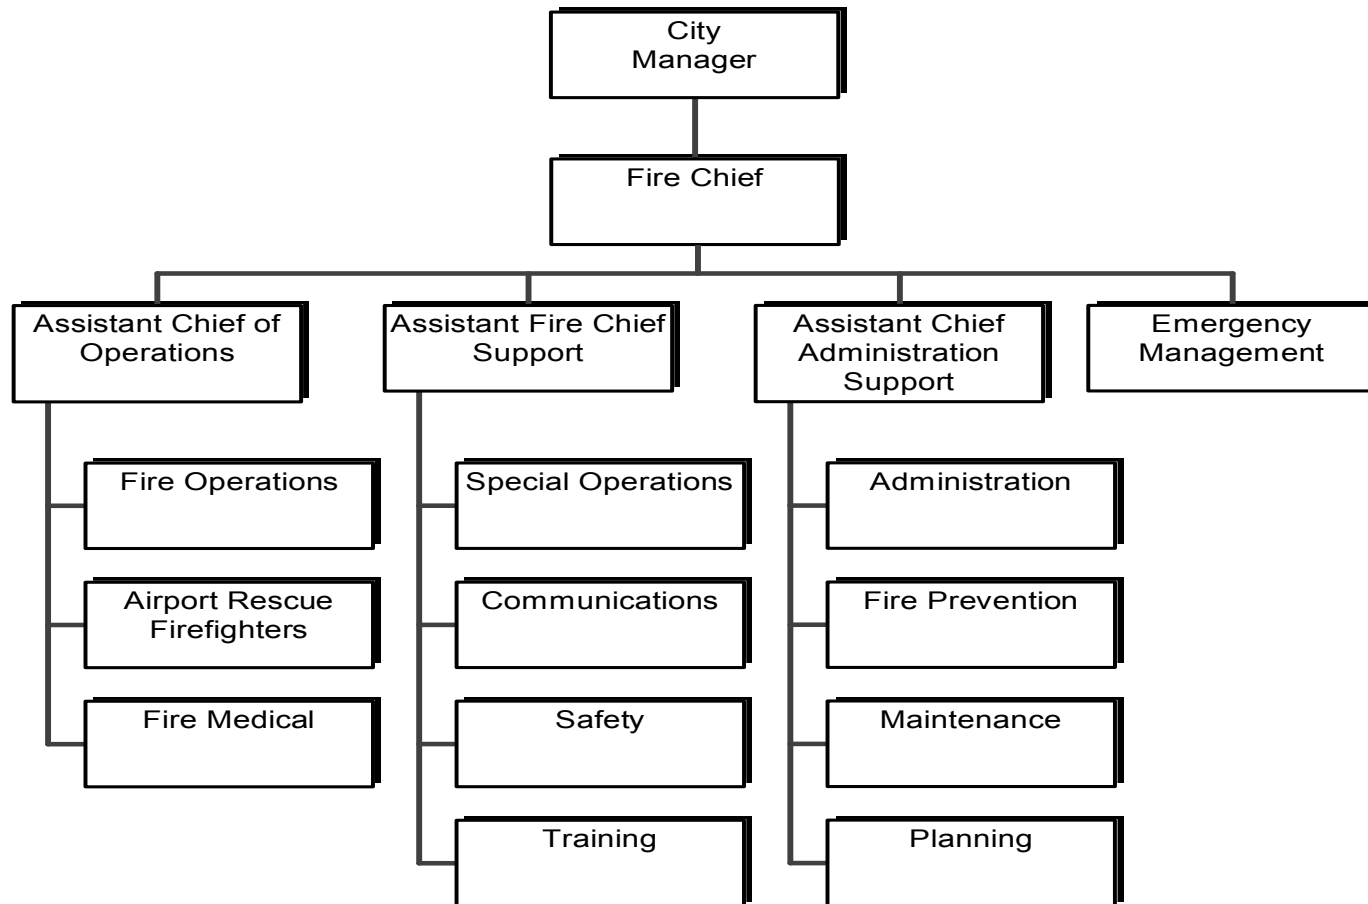 City
Manager
Fire Chief
Assistant Chief of
Operations
Assistant Fire Chief
Support
Assistant Chief
Administration
Support
Emergency
Management
Fire Operations
Airport Rescue
Firefighters
Fire Medical
Special Operations
Communications
Safety
Training
Administration
Fire Prevention
Maintenance
Planning